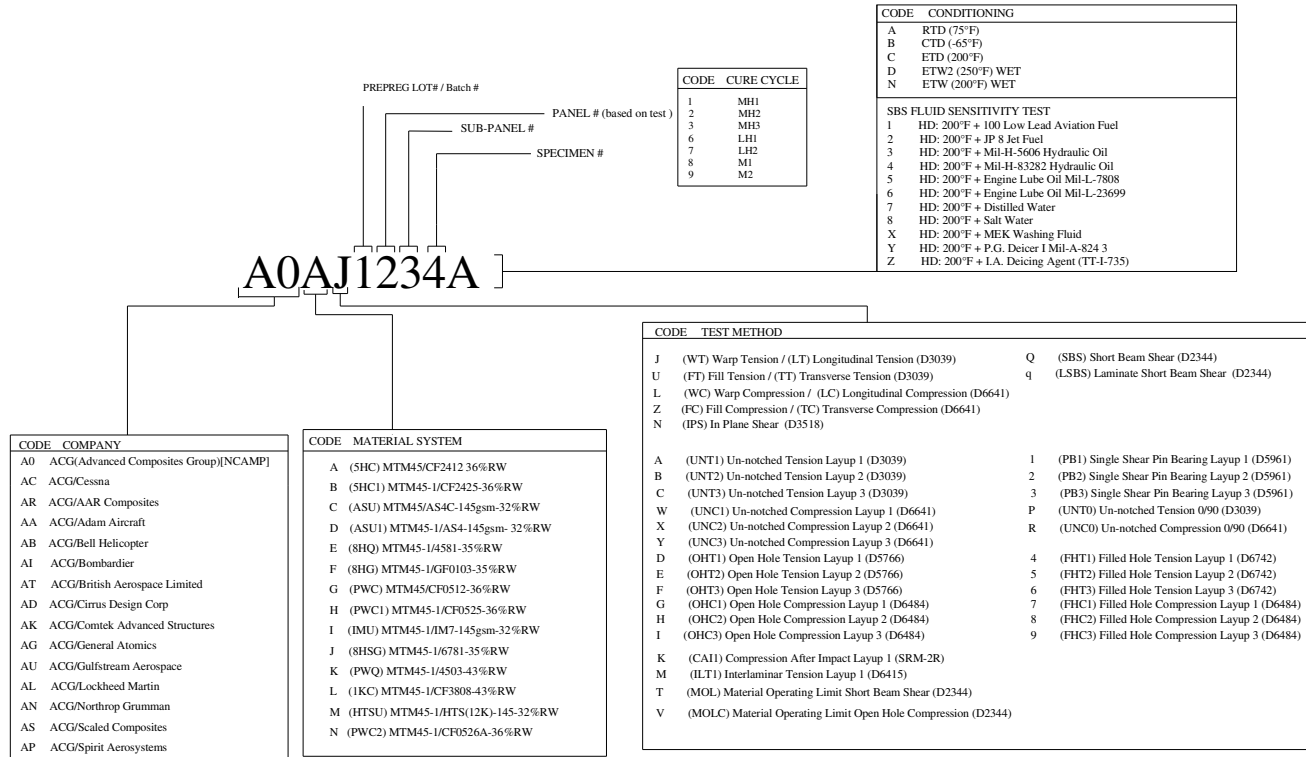 CODE CONDITIONING
A RTD (75°F)
B CTD (-65°F)
C ETD (200°F)
D ETW2 (250°F) WET
N ETW (200°F) WET
SBS FLUID SENSITIVITY TEST
1 HD: 200°F + 100 Low Lead Aviation Fuel
2 HD: 200°F + JP 8 Jet Fuel
3 HD: 200°F + Mil-H-5606 Hydraulic Oil
4 HD: 200°F + Mil-H-83282 Hydraulic Oil
5 HD: 200°F + Engine Lube Oil Mil-L-7808
6 HD: 200°F + Engine Lube Oil Mil-L-23699
7 HD: 200°F + Distilled Water
8 HD: 200°F + Salt Water
X HD: 200°F + MEK Washing Fluid
Y HD: 200°F + P.G. Deicer I Mil-A-824 3
Z HD: 200°F + I.A. Deicing Agent (TT-I-735)
CODE CURE CYCLE
1 MH1
2 MH2
3 MH3
6 LH1
7 LH2
8 M1
9 M2
PREPREG LOT# / Batch #
PANEL # (based on test )
SUB-PANEL #
SPECIMEN #
A0AJ1234A
CODE TEST METHOD
J (WT) Warp Tension / (LT) Longitudinal Tension (D3039)
U (FT) Fill Tension / (TT) Transverse Tension (D3039)
L (WC) Warp Compression / (LC) Longitudinal Compression (D6641)
Z (FC) Fill Compression / (TC) Transverse Compression (D6641)
N (IPS) In Plane Shear (D3518)
Q (SBS) Short Beam Shear (D2344)
q (LSBS) Laminate Short Beam Shear (D2344)
A (UNT1) Un-notched Tension Layup 1 (D3039)
B (UNT2) Un-notched Tension Layup 2 (D3039)
C (UNT3) Un-notched Tension Layup 3 (D3039)
W (UNC1) Un-notched Compression Layup 1 (D6641)
X (UNC2) Un-notched Compression Layup 2 (D6641)
Y (UNC3) Un-notched Compression Layup 3 (D6641)
D (OHT1) Open Hole Tension Layup 1 (D5766)
E (OHT2) Open Hole Tension Layup 2 (D5766)
F (OHT3) Open Hole Tension Layup 3 (D5766)
G (OHC1) Open Hole Compression Layup 1 (D6484)
H (OHC2) Open Hole Compression Layup 2 (D6484)
I (OHC3) Open Hole Compression Layup 3 (D6484)
K (CAI1) Compression After Impact Layup 1 (SRM-2R)
M (ILT1) Interlaminar Tension Layup 1 (D6415)
T (MOL) Material Operating Limit Short Beam Shear (D2344)
V (MOLC) Material Operating Limit Open Hole Compression (D2344)
1 (PB1) Single Shear Pin Bearing Layup 1 (D5961)
2 (PB2) Single Shear Pin Bearing Layup 2 (D5961)
3 (PB3) Single Shear Pin Bearing Layup 3 (D5961)
P (UNT0) Un-notched Tension 0/90 (D3039)
R (UNC0) Un-notched Compression 0/90 (D6641)
4 (FHT1) Filled Hole Tension Layup 1 (D6742)
5 (FHT2) Filled Hole Tension Layup 2 (D6742)
6 (FHT3) Filled Hole Tension Layup 3 (D6742)
7 (FHC1) Filled Hole Compression Layup 1 (D6484)
8 (FHC2) Filled Hole Compression Layup 2 (D6484)
9 (FHC3) Filled Hole Compression Layup 3 (D6484)
CODE COMPANY
A0 ACG(Advanced Composites Group)[NCAMP]
AC ACG/Cessna
AR ACG/AAR Composites
AA ACG/Adam Aircraft
AB ACG/Bell Helicopter
AI ACG/Bombardier
AT ACG/British Aerospace Limited
AD ACG/Cirrus Design Corp
AK ACG/Comtek Advanced Structures
AG ACG/General Atomics
AU ACG/Gulfstream Aerospace
AL ACG/Lockheed Martin
AN ACG/Northrop Grumman
AS ACG/Scaled Composites
AP ACG/Spirit Aerosystems
CODE MATERIAL SYSTEM
A (5HC) MTM45/CF2412 36%RW
B (5HC1) MTM45-1/CF2425-36%RW
C (ASU) MTM45/AS4C-145gsm-32%RW
D (ASU1) MTM45-1/AS4-145gsm- 32%RW
E (8HQ) MTM45-1/4581-35%RW
F (8HG) MTM45-1/GF0103-35%RW
G (PWC) MTM45/CF0512-36%RW
H (PWC1) MTM45-1/CF0525-36%RW
I (IMU) MTM45-1/IM7-145gsm-32%RW
J (8HSG) MTM45-1/6781-35%RW
K (PWQ) MTM45-1/4503-43%RW
L (1KC) MTM45-1/CF3808-43%RW
M (HTSU) MTM45-1/HTS(12K)-145-32%RW
N (PWC2) MTM45-1/CF0526A-36%RW